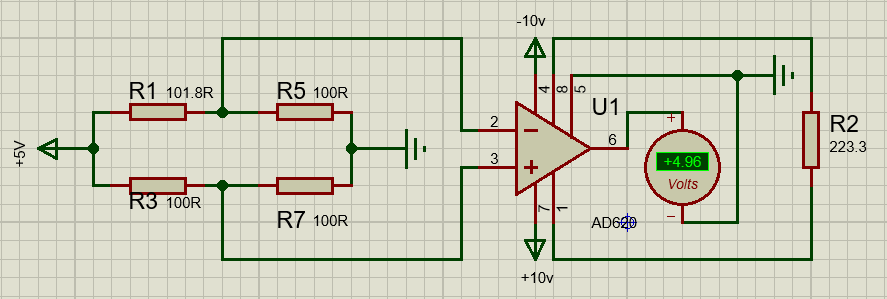 -10v
R1 101.8R
R5 100R
4
8
5
U1
+
R2
223.3
2
3
6
+5V
+4.96
Volts
R3 100R
R7 100R
7
1
AD620
+10v